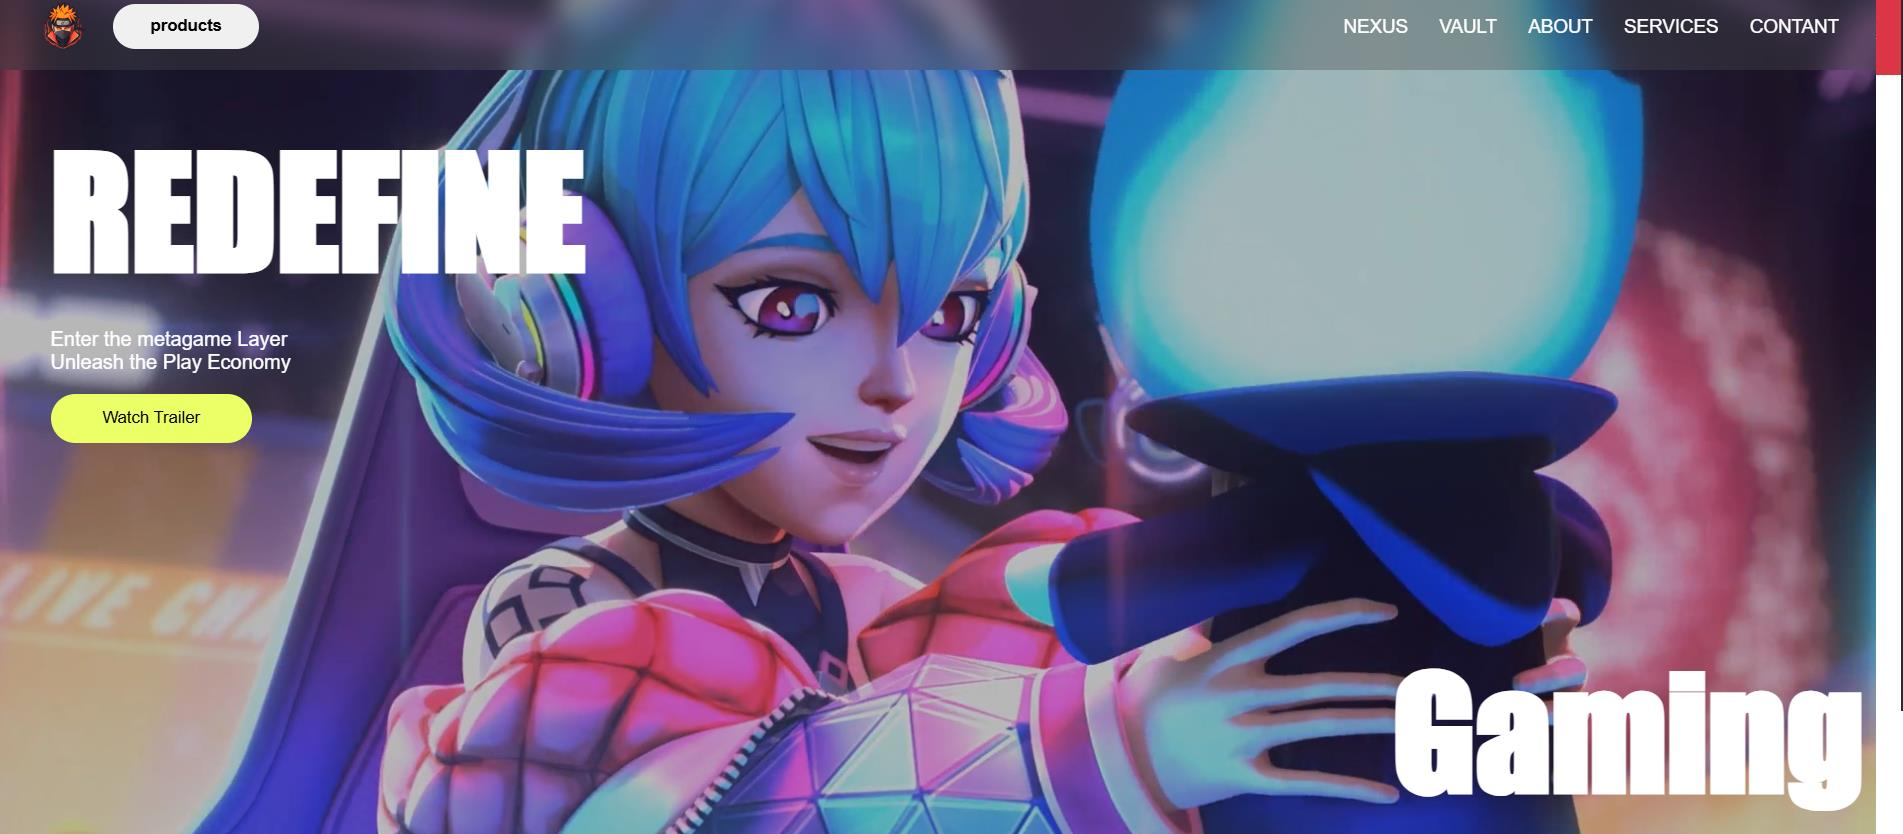 products
NEXUS VAULT ABOUT SERVICES CONTANT
REDEFINE
Enter the metagame Layer
Unleash the Play Economy
Watch Trailer
LIVE CHA
Gaming